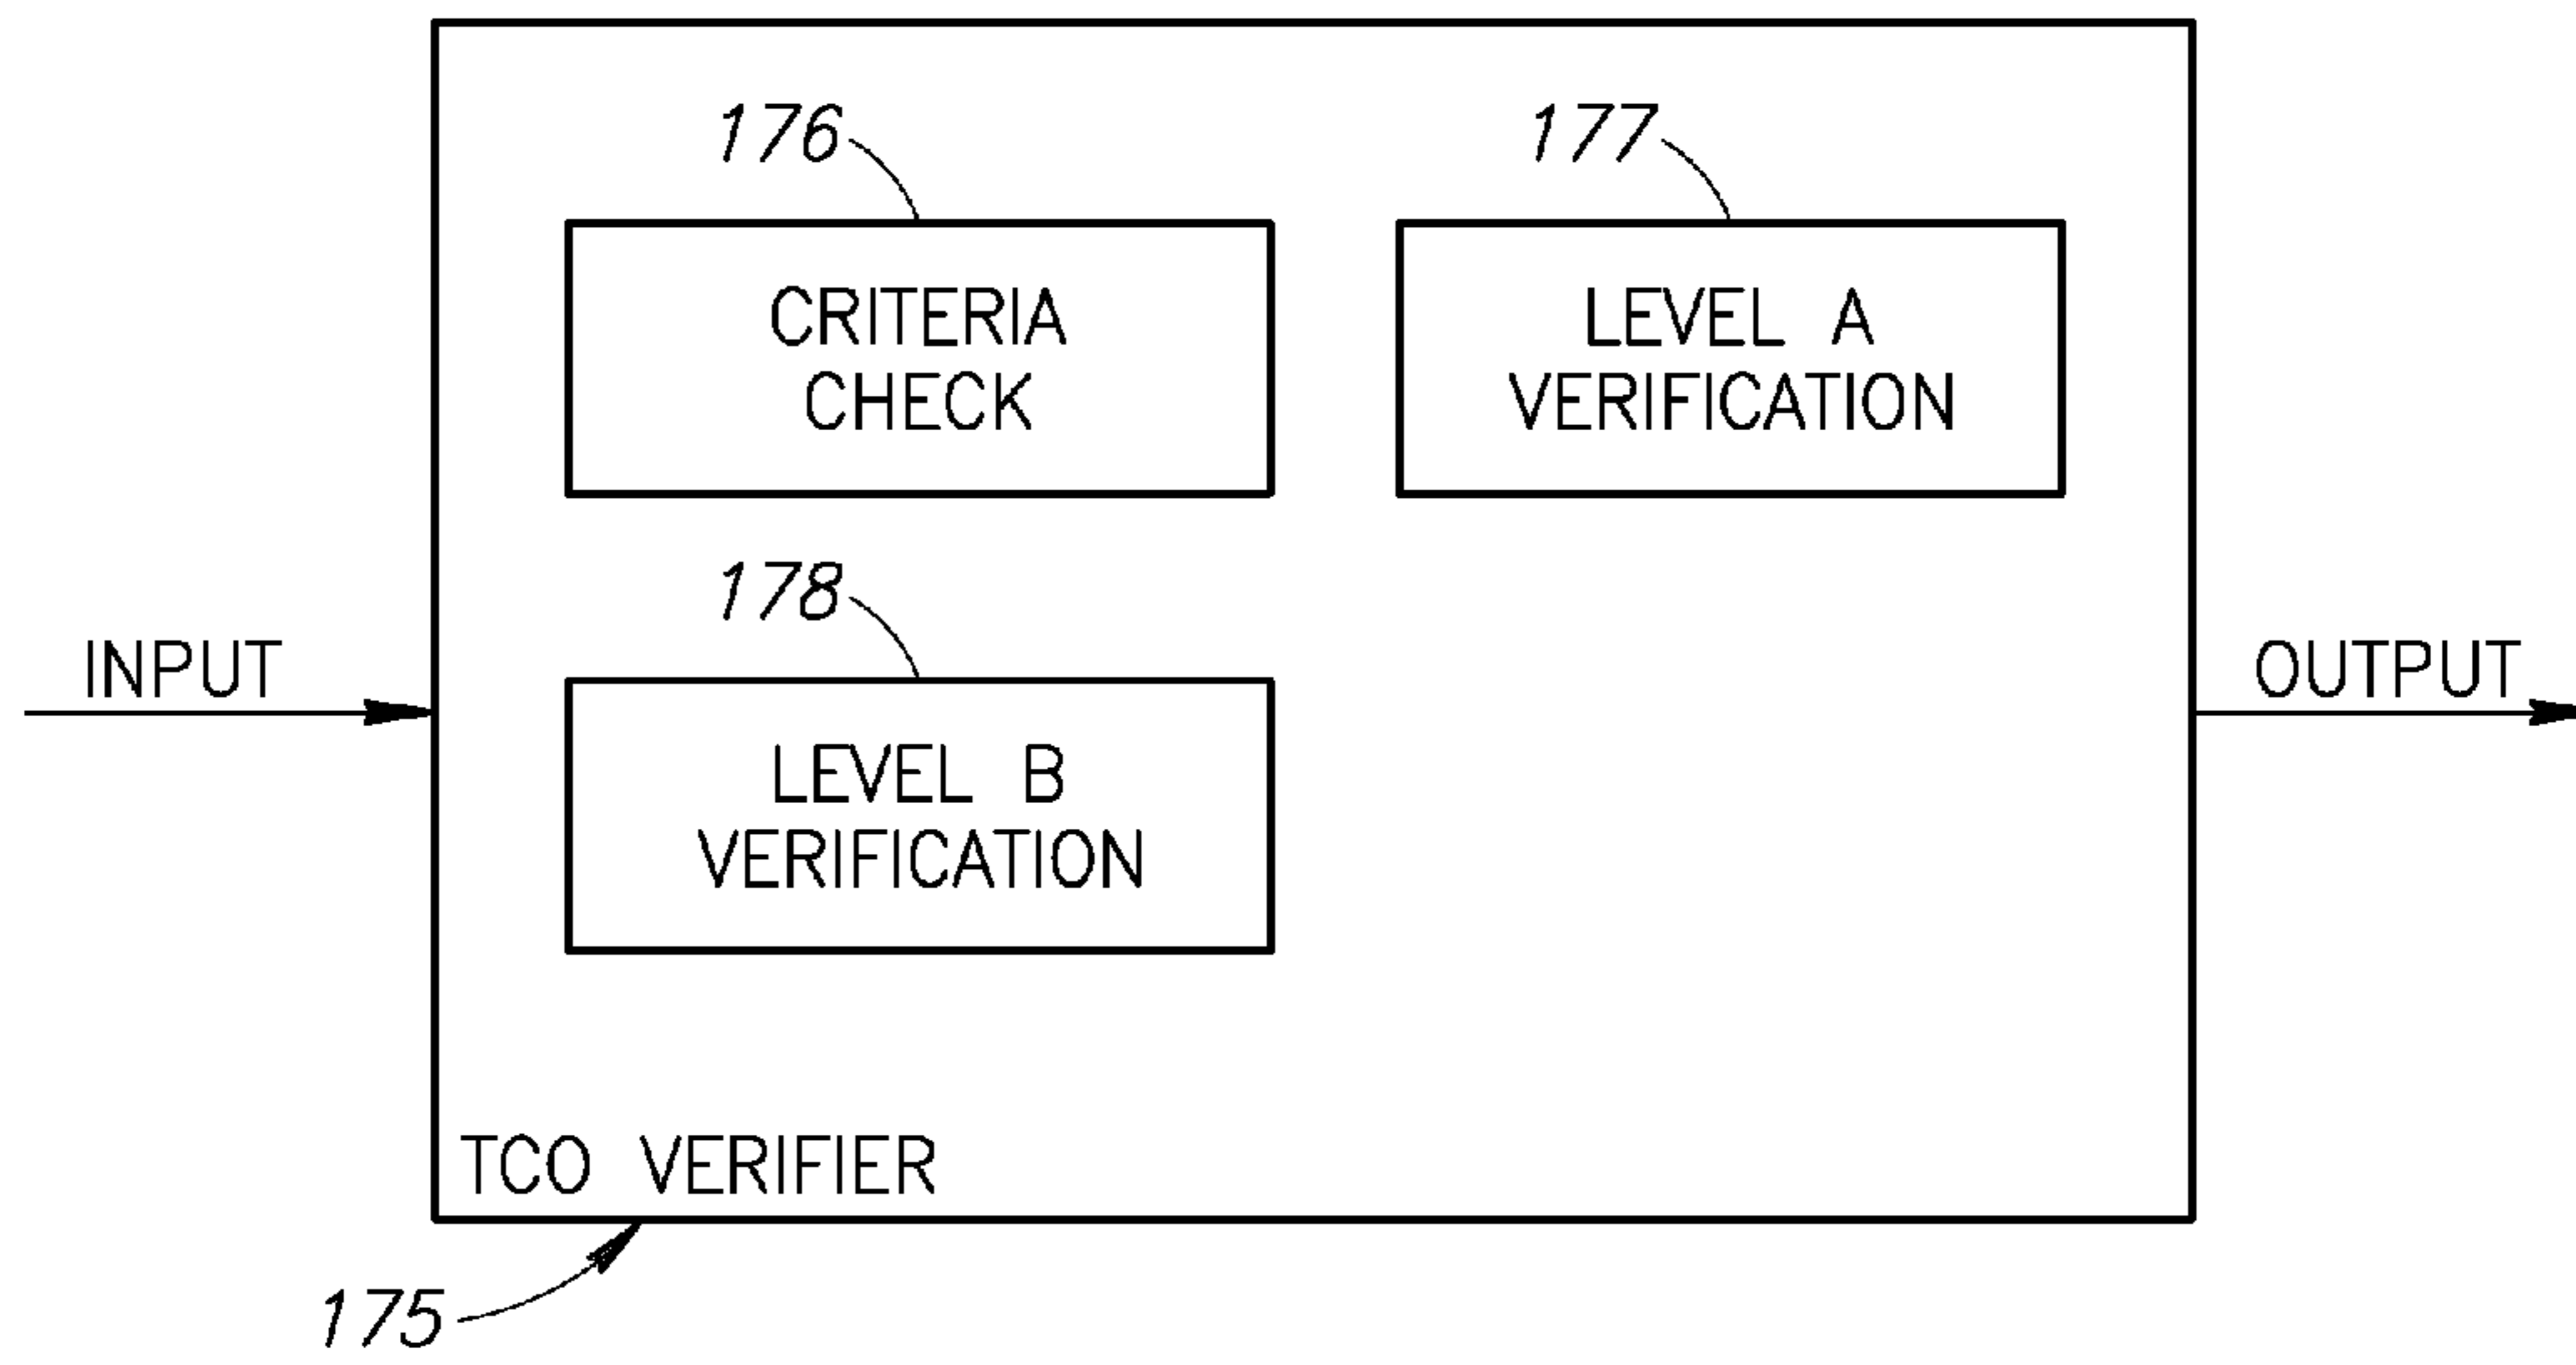 176
177
CRITERIA
CHECK
LEVEL A
VERIFICATION
178
INPUT
LEVEL B
VERIFICATION
OUTPUT
TCO VERIFIER
175